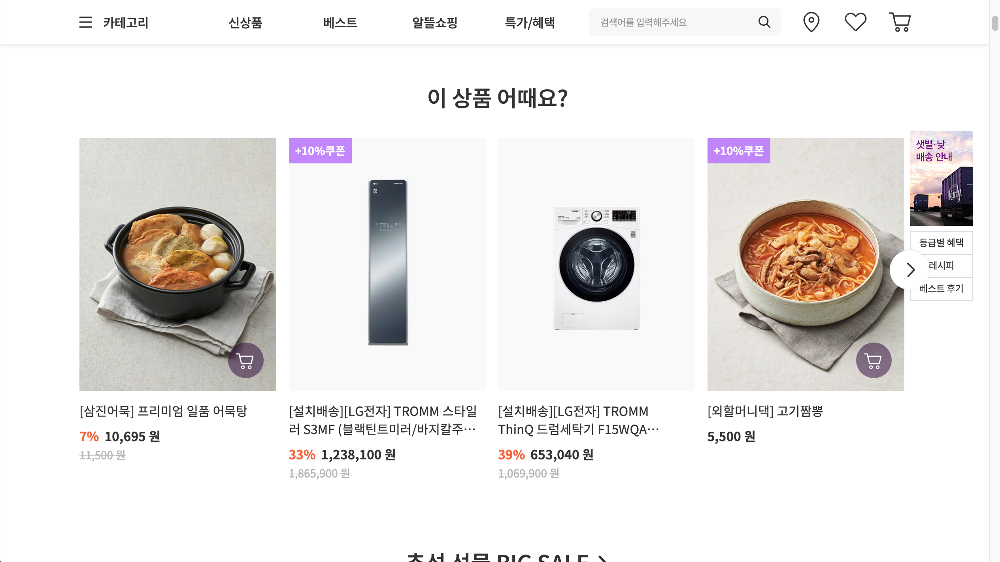 카테고리
신상품
베스트
알뜰쇼핑
특가/혜택
검색어를 입력해주세요
이 상품 어때요?
+10%쿠폰
+10%쿠폰
샛별·낮
배송 안내
MARKET
Kurly
등급별 혜택
레시피
베스트 후기
LG
TROMM
[삼진어묵] 프리미엄 일품 어묵탕
7% 10,695 원
11,500 원
[설치배송][LG전자] TROMM 스타일
러 S3MF (블랙틴트미러/바지칼주…
33% 1,238,100 원
1,865,900 원
[설치배송][LG전자] TROMM
ThinQ 드럼세탁기 F15WQA…
39% 653,040 원
1,069,900 원
[외할머니댁] 고기짬뽕
5,500 원
추석 선물 BIG SALE >